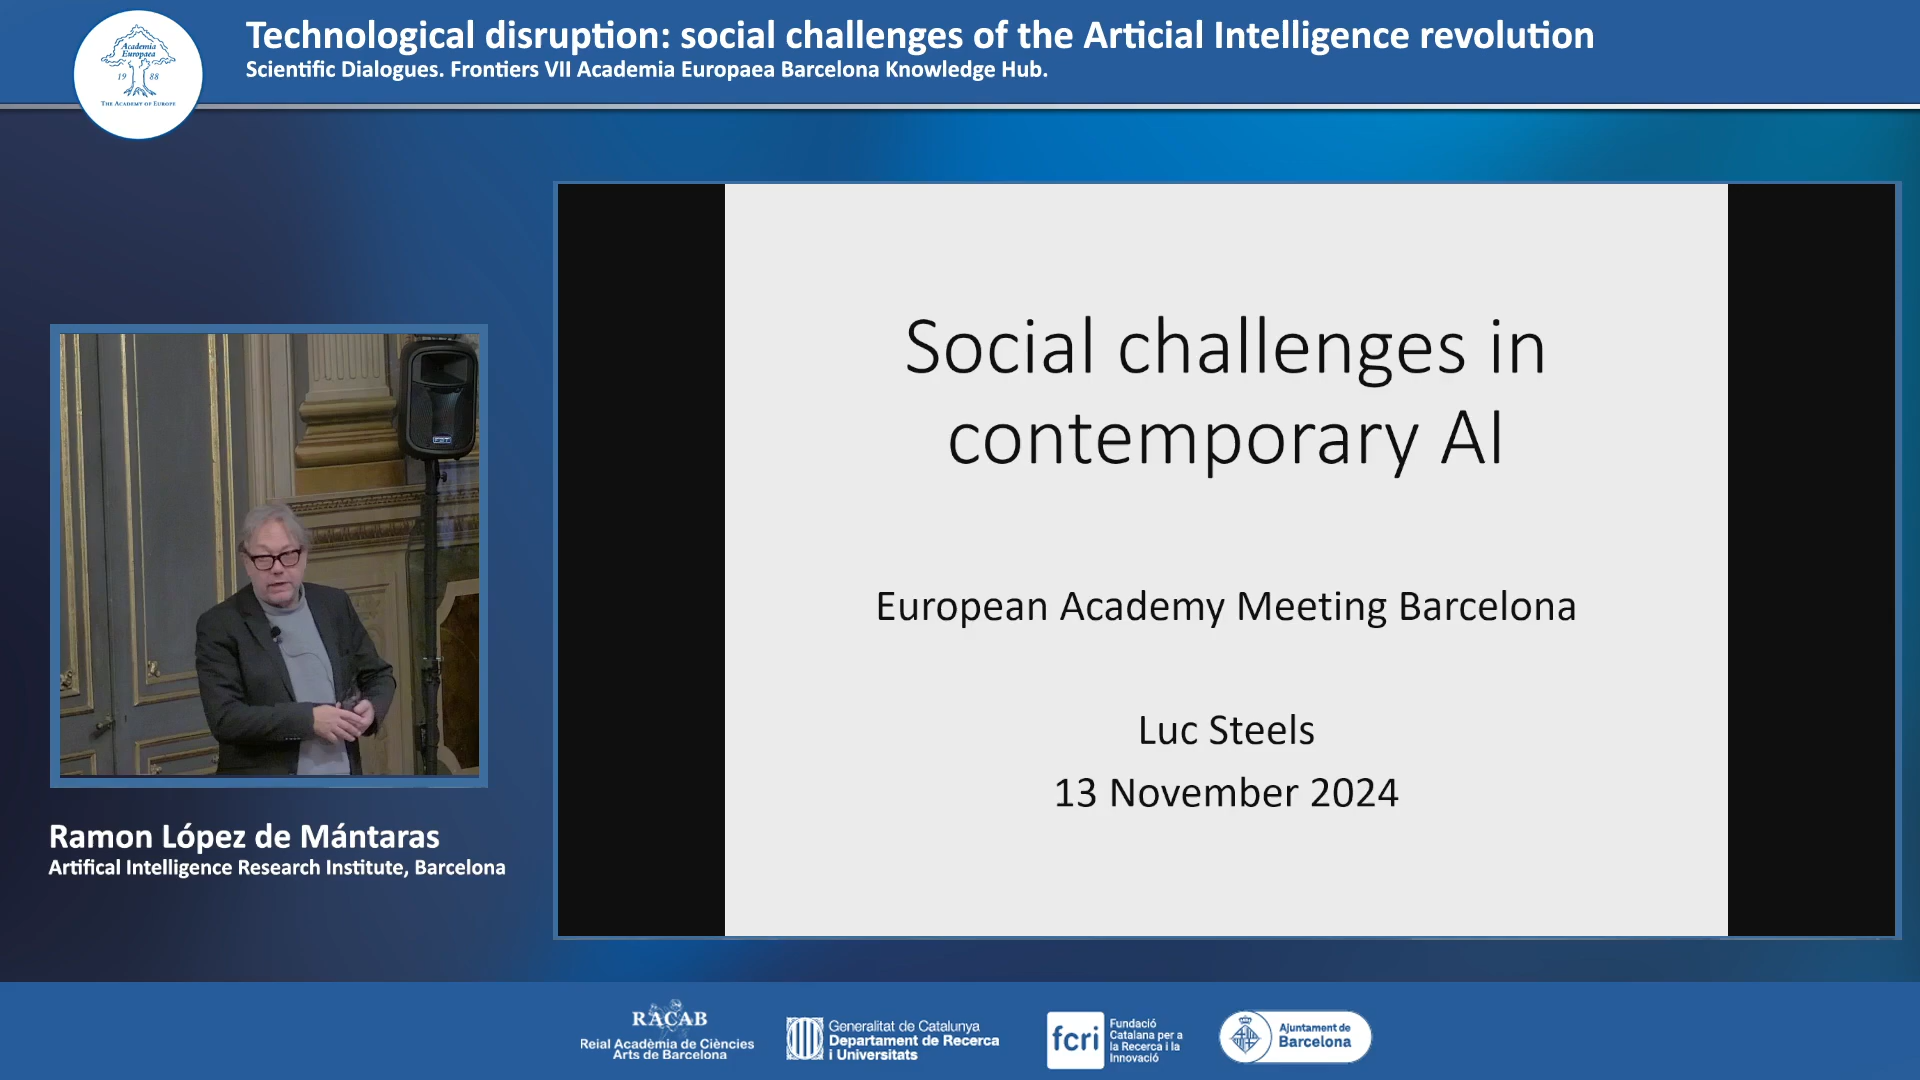 Technological disruption: social challenges of the Articial Intelligence revolution
Scientific Dialogues. Frontiers VII Academia Europaea Barcelona Knowledge Hub.
Academia
Europaea
19 88
THE ACADEMY OF EUROPE
Social challenges in
contemporary AI
European Academy Meeting Barcelona
Luc Steels
13 November 2024
Ramon López de Mántaras
Artifical Intelligence Research Institute, Barcelona
RACAB
Reial Acadèmia de Ciències
Arts de Barcelona
Generalitat de Catalunya
Departament de Recerca
i Universitats
fcri
Fundació
Catalana per a
la Recerca i la
Innovació
Ajuntament de
Barcelona